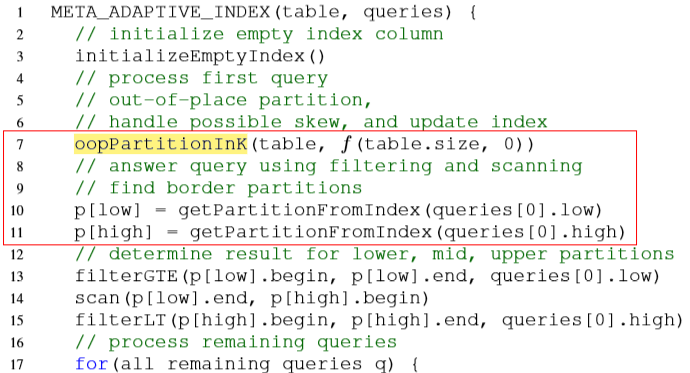 1 META_ADAPTIVE_INDEX(table, queries) {
2 // initialize empty index column
3 initializeEmptyIndex()
4 // process first query
5 // out-of-place partition,
6 // handle possible skew, and update index
7 oopPartitionInK(table, f(table.size, 0))
8 // answer query using filtering and scanning
9 // find border partitions
10 p[low] = getPartitionFromIndex(queries[0].low)
11 p[high] = getPartitionFromIndex(queries[0].high)
12 // determine result for lower, mid, upper partitions
13 filterGTE(p[low].begin, p[low].end, queries[0].low)
14 scan(p[low].end, p[high].begin)
15 filterLT(p[high].begin, p[high].end, queries[0].high)
16 // process remaining queries
17 for(all remaining queries q) {